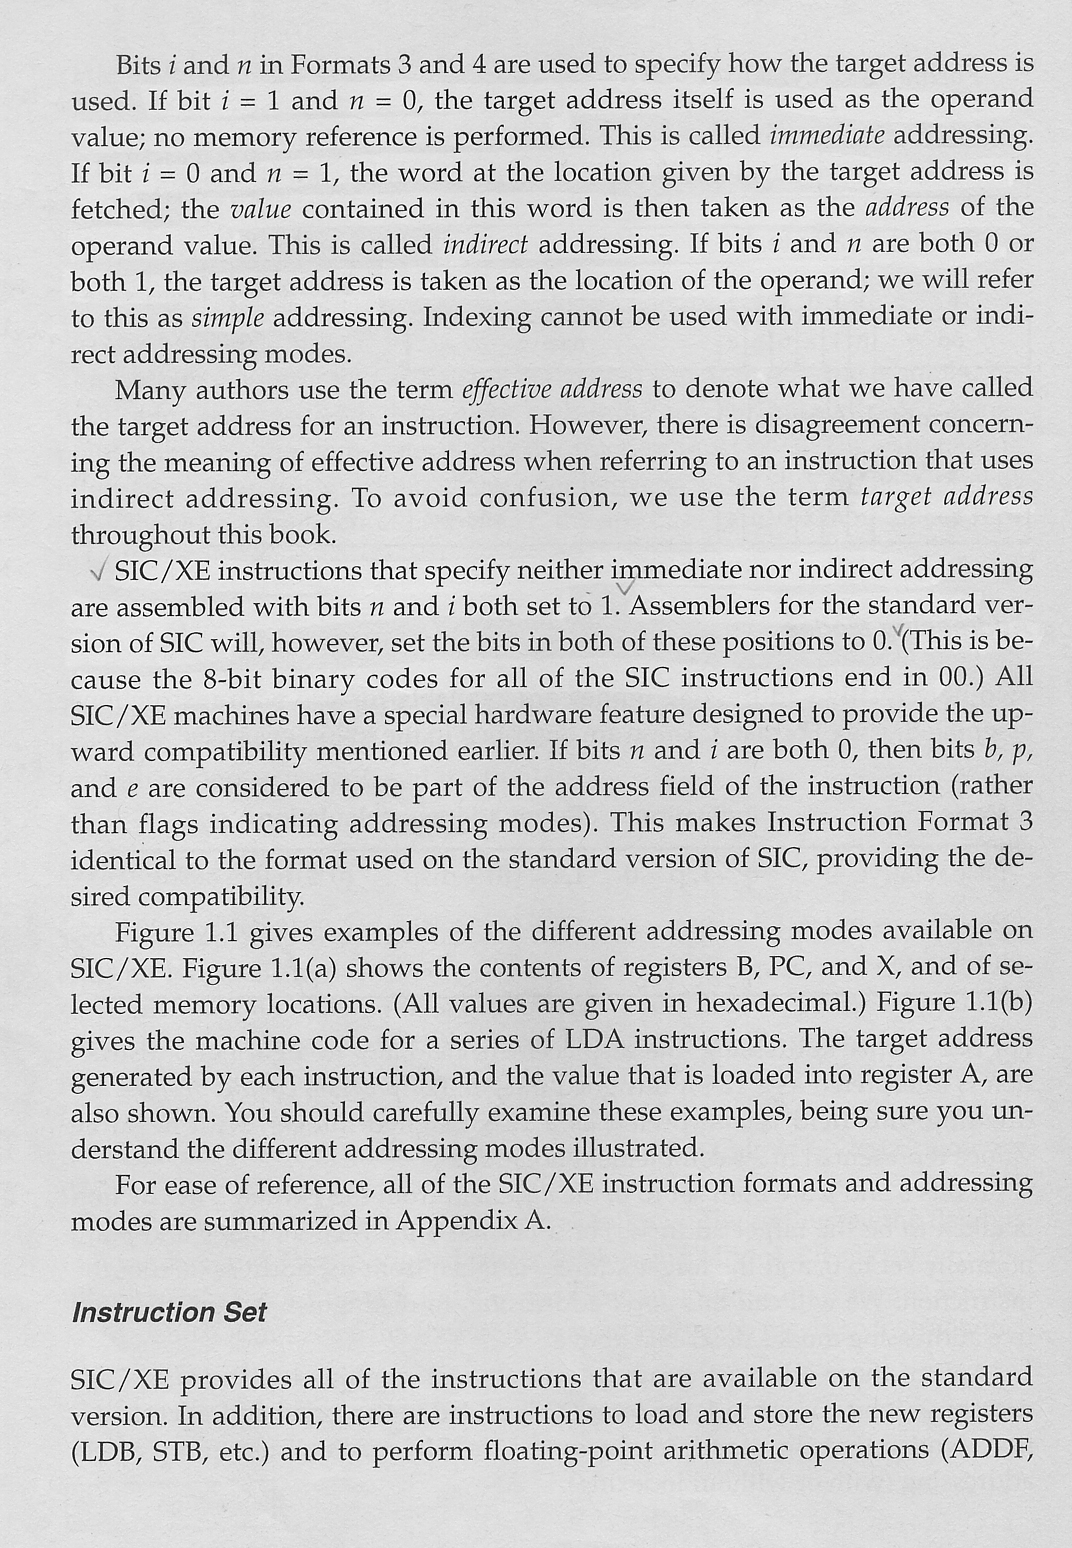 Bits i and n in Formats 3 and 4 are used to specify how the target address is
used. If bit i = 1 and n = 0, the target address itself is used as the operand
value; no memory reference is performed. This is called immediate addressing.
If bit i = 0 and n = 1, the word at the location given by the target address is
fetched; the value contained in this word is then taken as the address of the
operand value. This is called indirect addressing. If bits i and n are both 0 or
both 1, the target address is taken as the location of the operand; we will refer
to this as simple addressing. Indexing cannot be used with immediate or indi-
rect addressing modes.
Many authors use the term effective address to denote what we have called
the target address for an instruction. However, there is disagreement concern-
ing the meaning of effective address when referring to an instruction that uses
indirect addressing. To avoid confusion, we use the term target address
throughout this book.
SIC/XE instructions that specify neither immediate nor indirect addressing
are assembled with bits n and i both set to 1. Assemblers for the standard ver-
sion of SIC will, however, set the bits in both of these positions to 0. (This is be-
cause the 8-bit binary codes for all of the SIC instructions end in 00.) All
SIC/XE machines have a special hardware feature designed to provide the up-
ward compatibility mentioned earlier. If bits n and i are both 0, then bits b, p,
and e are considered to be part of the address field of the instruction (rather
than flags indicating addressing modes). This makes Instruction Format 3
identical to the format used on the standard version of SIC, providing the de-
sired compatibility.
Figure 1.1 gives examples of the different addressing modes available on
SIC/XE. Figure 1.1(a) shows the contents of registers B, PC, and X, and of se-
lected memory locations. (All values are given in hexadecimal.) Figure 1.1(b)
gives the machine code for a series of LDA instructions. The target address
generated by each instruction, and the value that is loaded into register A, are
also shown. You should carefully examine these examples, being sure you un-
derstand the different addressing modes illustrated.
For ease of reference, all of the SIC/XE instruction formats and addressing
modes are summarized in Appendix A.
Instruction Set
SIC/XE provides all of the instructions that are available on the standard
version. In addition, there are instructions to load and store the new registers
(LDB, STB, etc.) and to perform floating-point arithmetic operations (ADDF,